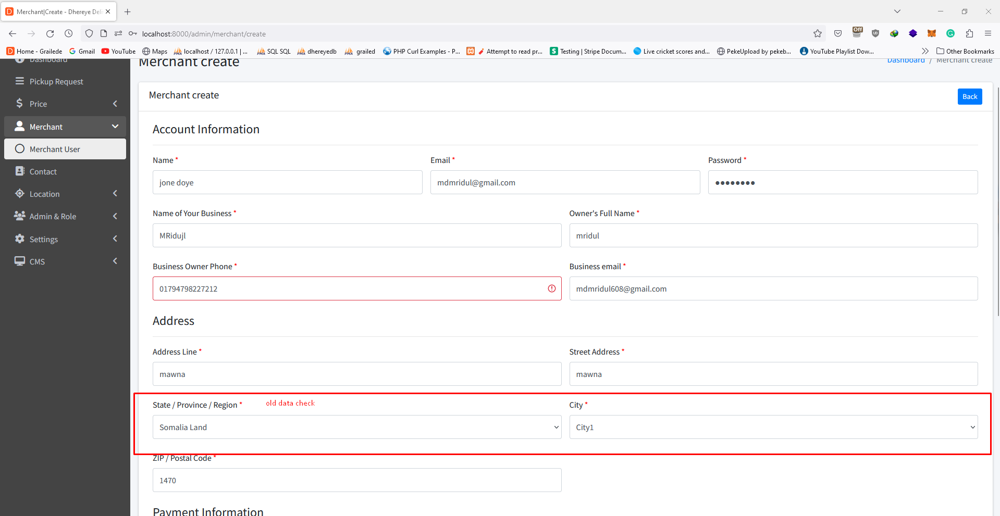 Merchant|Create - Dhereye Del
localhost:8000/admin/merchant/create
Off
Home - Grailede
Gmail
YouTube
Maps
localhost / 127.0.0.1 | ...
SQL SQL
dhereyedb
grailed
PHP Curl Examples - P...
Attempt to read pr...
Testing | Stripe Docum...
Live cricket scores and...
PekeUpload by pekeb...
YouTube Playlist Dow...
Other Bookmarks
Dashboard
Pickup Request
Price
Merchant
Merchant User
Contact
Location
Admin & Role
Settings
CMS
Merchant create
Dashboard / Merchant create
Merchant create
Back
Account Information
Name * Email * Password *
jone doye mdmridul@gmail.com ●●●●●●●●
Name of Your Business * Owner's Full Name *
MRidujl mridul
Business Owner Phone * Business email *
01794798227212 mdmridul608@gmail.com
Address
Address Line * Street Address *
mawna mawna
State / Province / Region * old data check City *
Somalia Land City1
ZIP / Postal Code *
1470
Payment Information